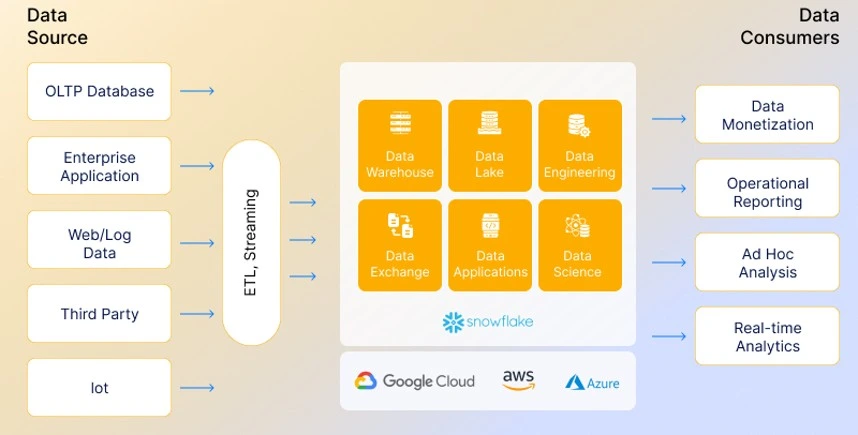 Data
Source
Data
Consumers
OLTP Database
Enterprise
Application
Web/Log
Data
Third Party
Iot
ETL, Streaming
Data
Warehouse
Data
Lake
Data
Engineering
Data
Exchange
Data
Applications
Data
Science
snowflake
Google Cloud
aws
Azure
Data
Monetization
Operational
Reporting
Ad Hoc
Analysis
Real-time
Analytics